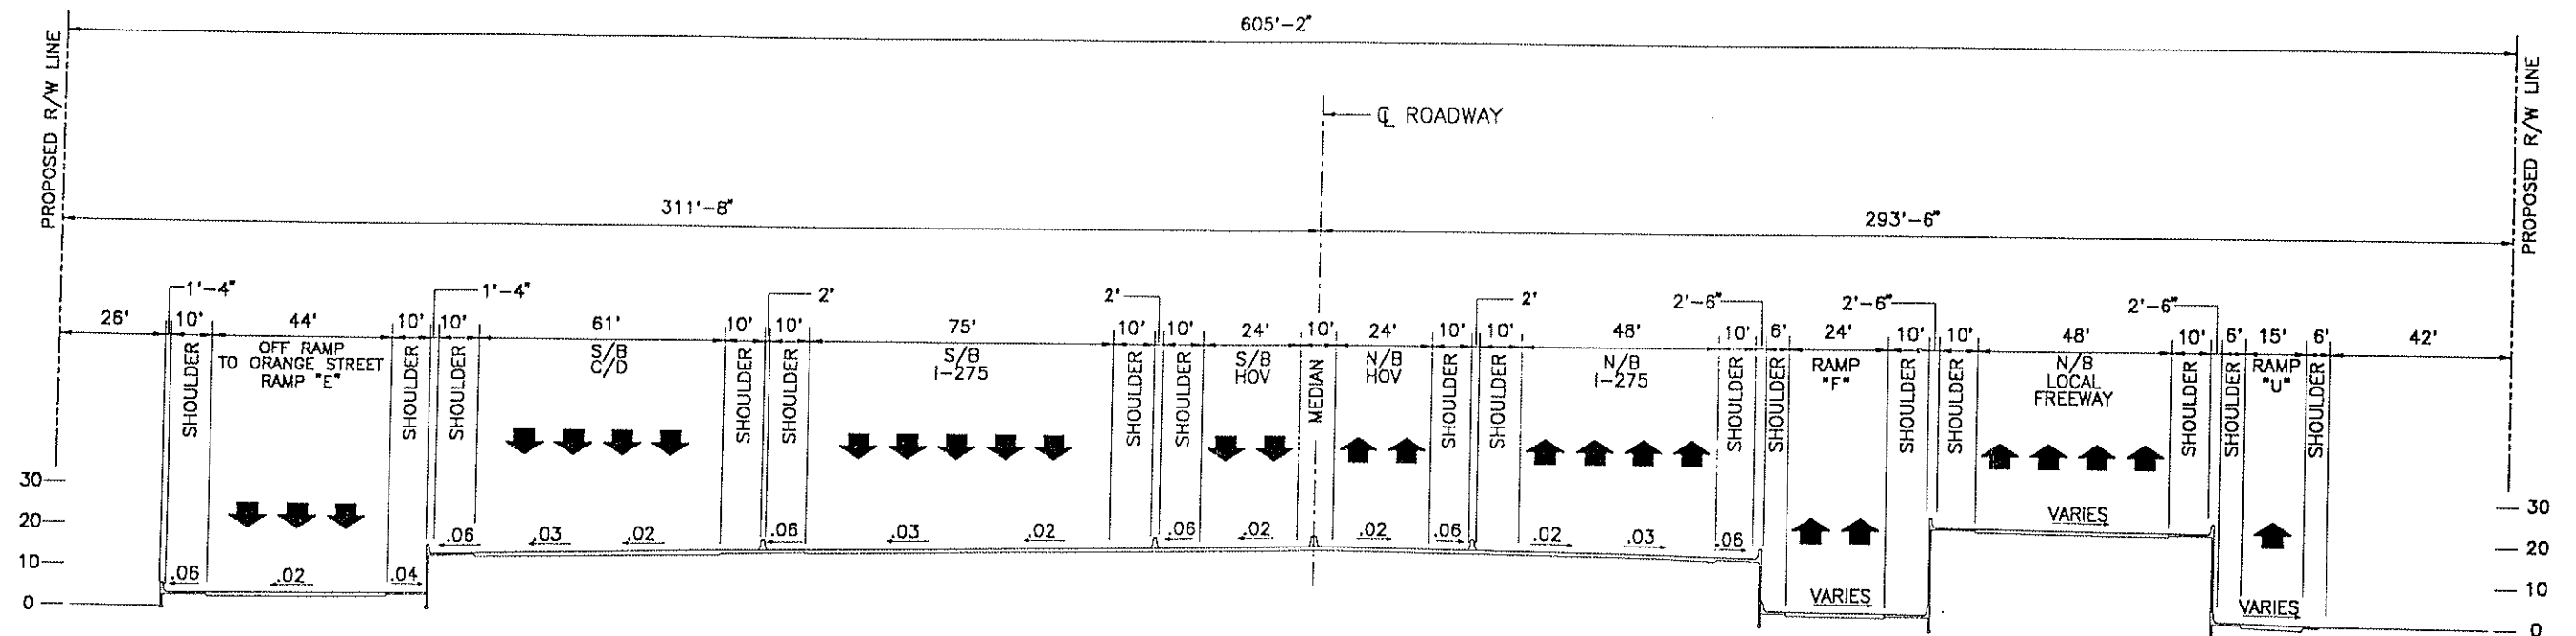 605'-2"
PROPOSED R/W LINE
PROPOSED R/W LINE
℄ ROADWAY
311'-8"
293'-6"
1'-4"
1'-4"
2'
2'
2'
2'-6"
2'-6"
2'-6"
26'
10'
44'
10'
10'
61'
10'
10'
75'
10'
10'
24'
10'
24'
10'
10'
48'
10'
6'
24'
10'
10'
48'
10'
6'
15'
6'
42'
SHOULDER
OFF RAMP
TO ORANGE STREET
RAMP "E"
SHOULDER
SHOULDER
S/B
C/D
SHOULDER
SHOULDER
S/B
I-275
SHOULDER
SHOULDER
S/B
HOV
MEDIAN
N/B
HOV
SHOULDER
SHOULDER
N/B
I-275
SHOULDER
SHOULDER
RAMP
"F"
SHOULDER
SHOULDER
N/B
LOCAL
FREEWAY
SHOULDER
SHOULDER
RAMP
"U"
SHOULDER
30
20
10
0
.06
.02
.04
.06
.03
.02
.06
.03
.02
.06
.02
.02
.06
.02
.03
.06
VARIES
VARIES
VARIES
30
20
10
0